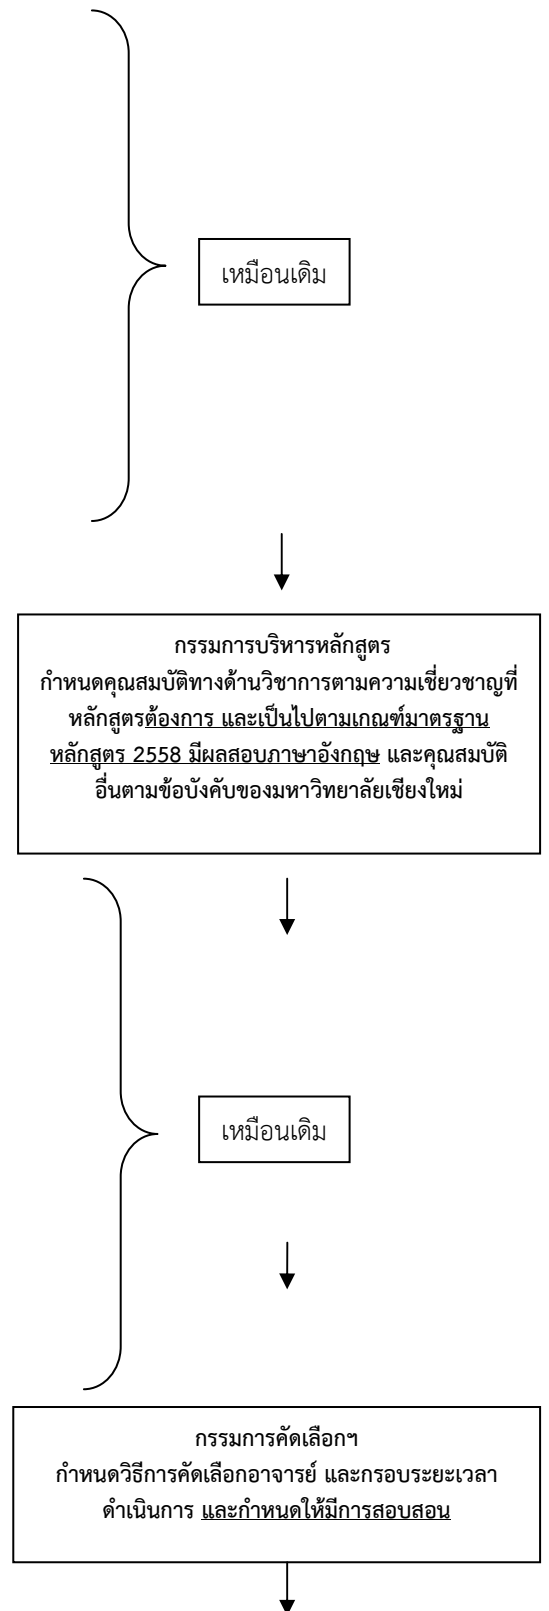 เหมือนเดิม
กรรมการบริหารหลักสูตร
กำหนดคุณสมบัติทางด้านวิชาการตามความเชี่ยวชาญที่
หลักสูตรต้องการ และเป็นไปตามเกณฑ์มาตรฐาน
หลักสูตร 2558 มีผลสอบภาษาอังกฤษ และคุณสมบัติ
อื่นตามข้อบังคับของมหาวิทยาลัยเชียงใหม่
เหมือนเดิม
กรรมการคัดเลือกฯ
กำหนดวิธีการคัดเลือกอาจารย์ และกรอบระยะเวลา
ดำเนินการ และกำหนดให้มีการสอบสอน